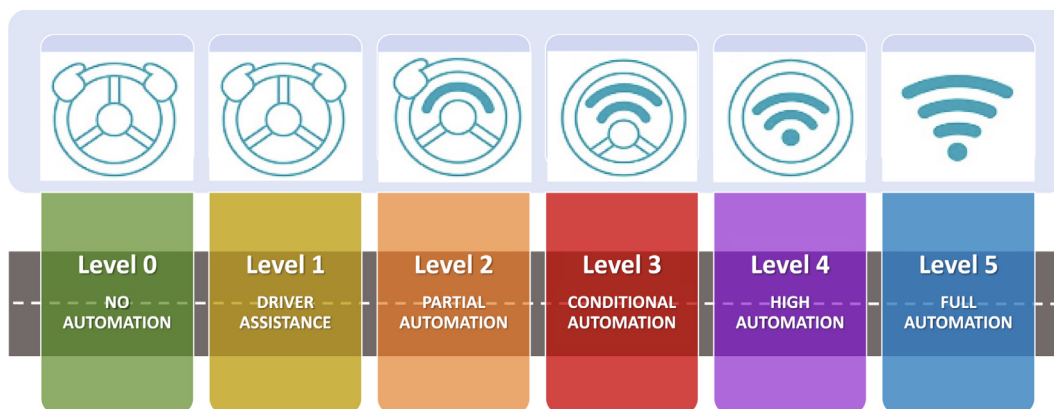 Level 0
NO
AUTOMATION
Level 1
DRIVER
ASSISTANCE
Level 2
PARTIAL
AUTOMATION
Level 3
CONDITIONAL
AUTOMATION
Level 4
HIGH
AUTOMATION
Level 5
FULL
AUTOMATION